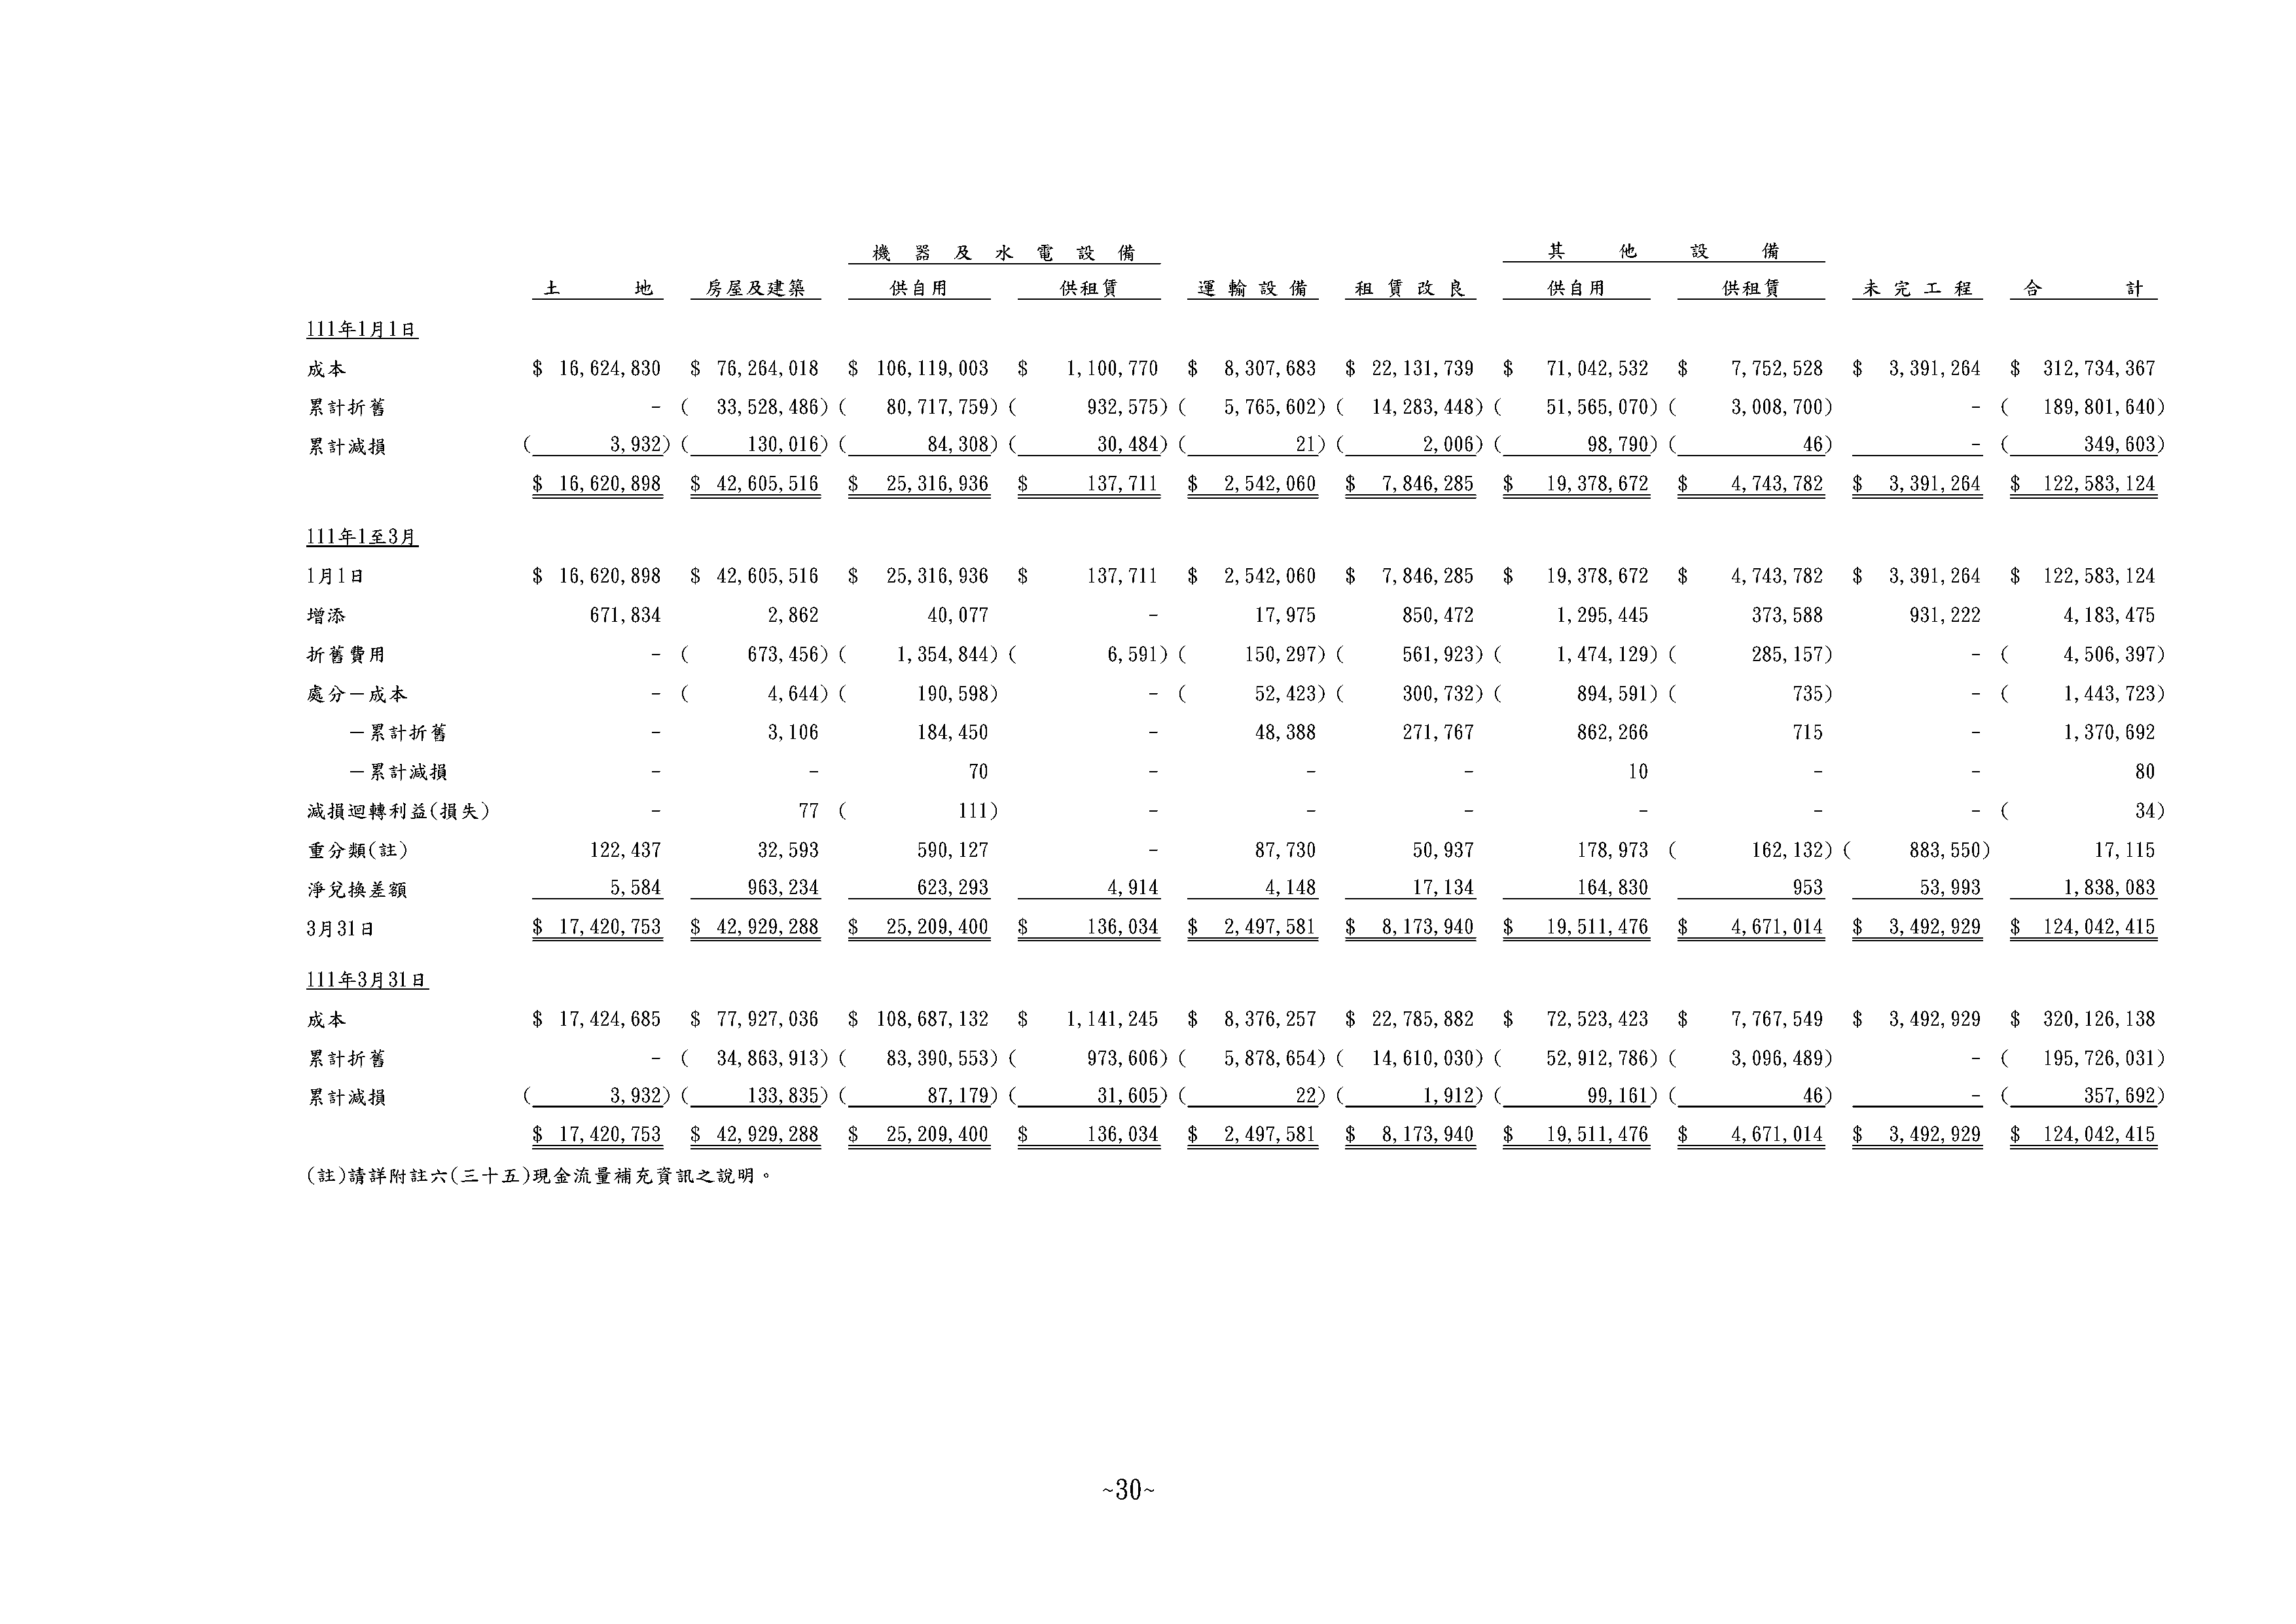 機器及水電設備 其他設備
土地 房屋及建築 供自用 供租賃 運輸設備 租賃改良 供自用 供租賃 未完工程 合計
111年1月1日
成本 $ 16,624,830 $ 76,264,018 $ 106,119,003 $ 1,100,770 $ 8,307,683 $ 22,131,739 $ 71,042,532 $ 7,752,528 $ 3,391,264 $ 312,734,367
累計折舊 - ( 33,528,486) ( 80,717,759) ( 932,575) ( 5,765,602) ( 14,283,448) ( 51,565,070) ( 3,008,700) - ( 189,801,640)
累計減損 ( 3,932) ( 130,016) ( 84,308) ( 30,484) ( 21) ( 2,006) ( 98,790) ( 46) - ( 349,603)
$ 16,620,898 $ 42,605,516 $ 25,316,936 $ 137,711 $ 2,542,060 $ 7,846,285 $ 19,378,672 $ 4,743,782 $ 3,391,264 $ 122,583,124
111年1至3月
1月1日 $ 16,620,898 $ 42,605,516 $ 25,316,936 $ 137,711 $ 2,542,060 $ 7,846,285 $ 19,378,672 $ 4,743,782 $ 3,391,264 $ 122,583,124
增添 671,834 2,862 40,077 - 17,975 850,472 1,295,445 373,588 931,222 4,183,475
折舊費用 - ( 673,456) ( 1,354,844) ( 6,591) ( 150,297) ( 561,923) ( 1,474,129) ( 285,157) - ( 4,506,397)
處分－成本 - ( 4,644) ( 190,598) - ( 52,423) ( 300,732) ( 894,591) ( 735) - ( 1,443,723)
－累計折舊 - 3,106 184,450 - 48,388 271,767 862,266 715 - 1,370,692
－累計減損 - - 70 - - - 10 - - 80
減損迴轉利益(損失) - 77 ( 111) - - - - - - ( 34)
重分類(註) 122,437 32,593 590,127 - 87,730 50,937 178,973 ( 162,132) ( 883,550) 17,115
淨兌換差額 5,584 963,234 623,293 4,914 4,148 17,134 164,830 953 53,993 1,838,083
3月31日 $ 17,420,753 $ 42,929,288 $ 25,209,400 $ 136,034 $ 2,497,581 $ 8,173,940 $ 19,511,476 $ 4,671,014 $ 3,492,929 $ 124,042,415
111年3月31日
成本 $ 17,424,685 $ 77,927,036 $ 108,687,132 $ 1,141,245 $ 8,376,257 $ 22,785,882 $ 72,523,423 $ 7,767,549 $ 3,492,929 $ 320,126,138
累計折舊 - ( 34,863,913) ( 83,390,553) ( 973,606) ( 5,878,654) ( 14,610,030) ( 52,912,786) ( 3,096,489) - ( 195,726,031)
累計減損 ( 3,932) ( 133,835) ( 87,179) ( 31,605) ( 22) ( 1,912) ( 99,161) ( 46) - ( 357,692)
$ 17,420,753 $ 42,929,288 $ 25,209,400 $ 136,034 $ 2,497,581 $ 8,173,940 $ 19,511,476 $ 4,671,014 $ 3,492,929 $ 124,042,415
(註)請詳附註六(三十五)現金流量補充資訊之說明。
~30~